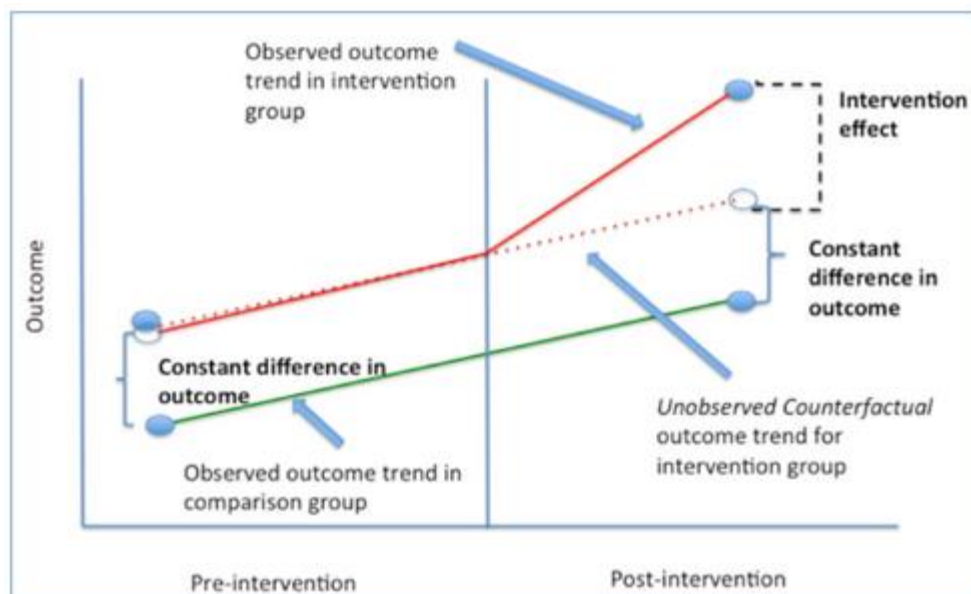 Observed outcome
trend in intervention
group
Intervention
effect
Outcome
Constant
difference in
outcome
Constant difference in
outcome
Unobserved Counterfactual
outcome trend for
intervention group
Observed outcome trend in
comparison group
Pre-intervention
Post-intervention